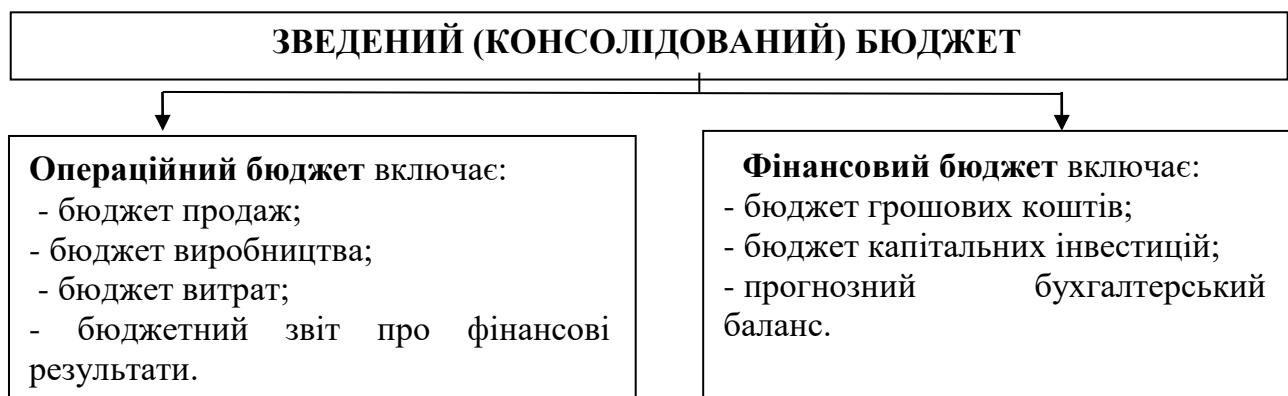 ЗВЕДЕНИЙ (КОНСОЛІДОВАНИЙ) БЮДЖЕТ
Операційний бюджет включає:
- бюджет продаж;
- бюджет виробництва;
- бюджет витрат;
- бюджетний звіт про фінансові
результати.
Фінансовий бюджет включає:
- бюджет грошових коштів;
- бюджет капітальних інвестицій;
- прогнозний бухгалтерський
баланс.